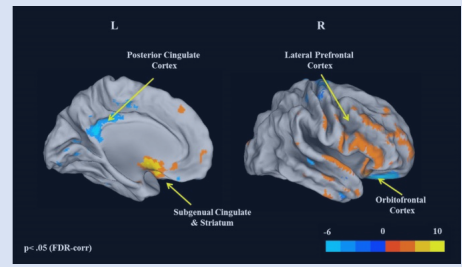 L
R
Posterior Cingulate
Cortex
Lateral Prefrontal
Cortex
Subgenual Cingulate
& Striatum
Orbitofrontal
Cortex
p< .05 (FDR-corr)
-6 0 10